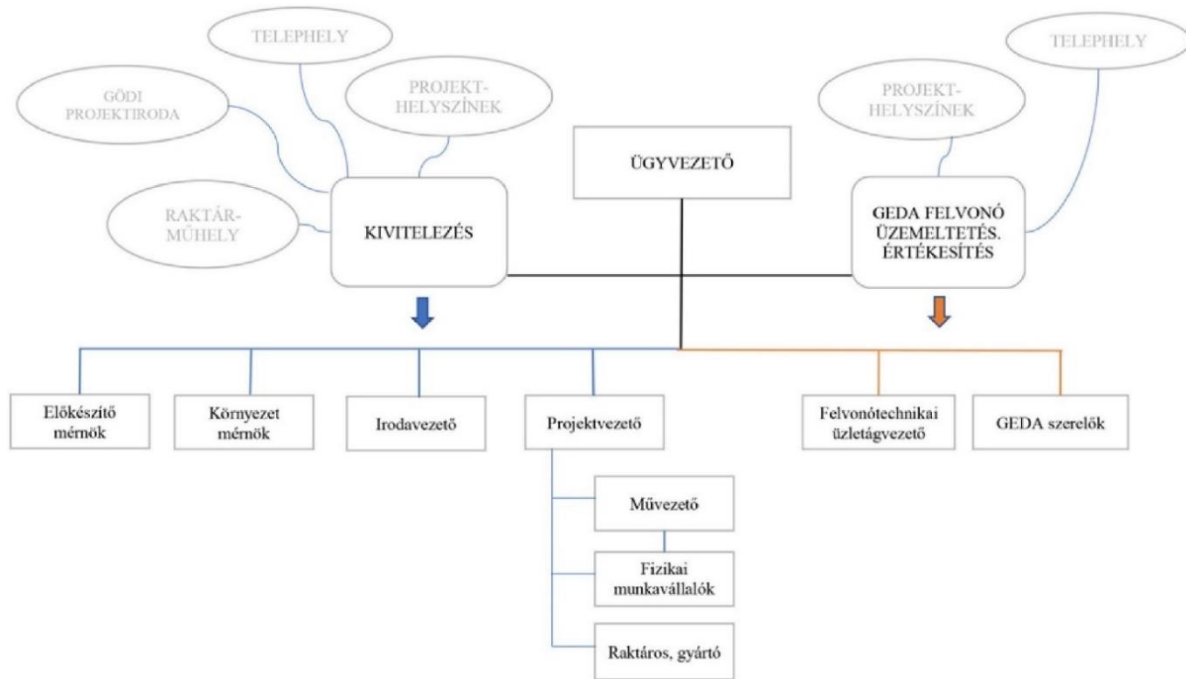 TELEPHELY
TELEPHELY
GÖDI
PROJEKTIRODA
PROJEKT-
HELYSZÍNEK
PROJEKT-
HELYSZÍNEK
ÜGYVEZETŐ
RAKTÁR-
MŰHELY
KIVITELEZÉS
GEDA FELVONÓ
ÜZEMELTETÉS.
ÉRTÉKESÍTÉS
Előkészítő
mérnök
Környezet
mérnök
Irodavezető
Projektvezető
Felvonótechnikai
üzletágvezető
GEDA szerelők
Művezető
Fizikai
munkavállalók
Raktáros, gyártó